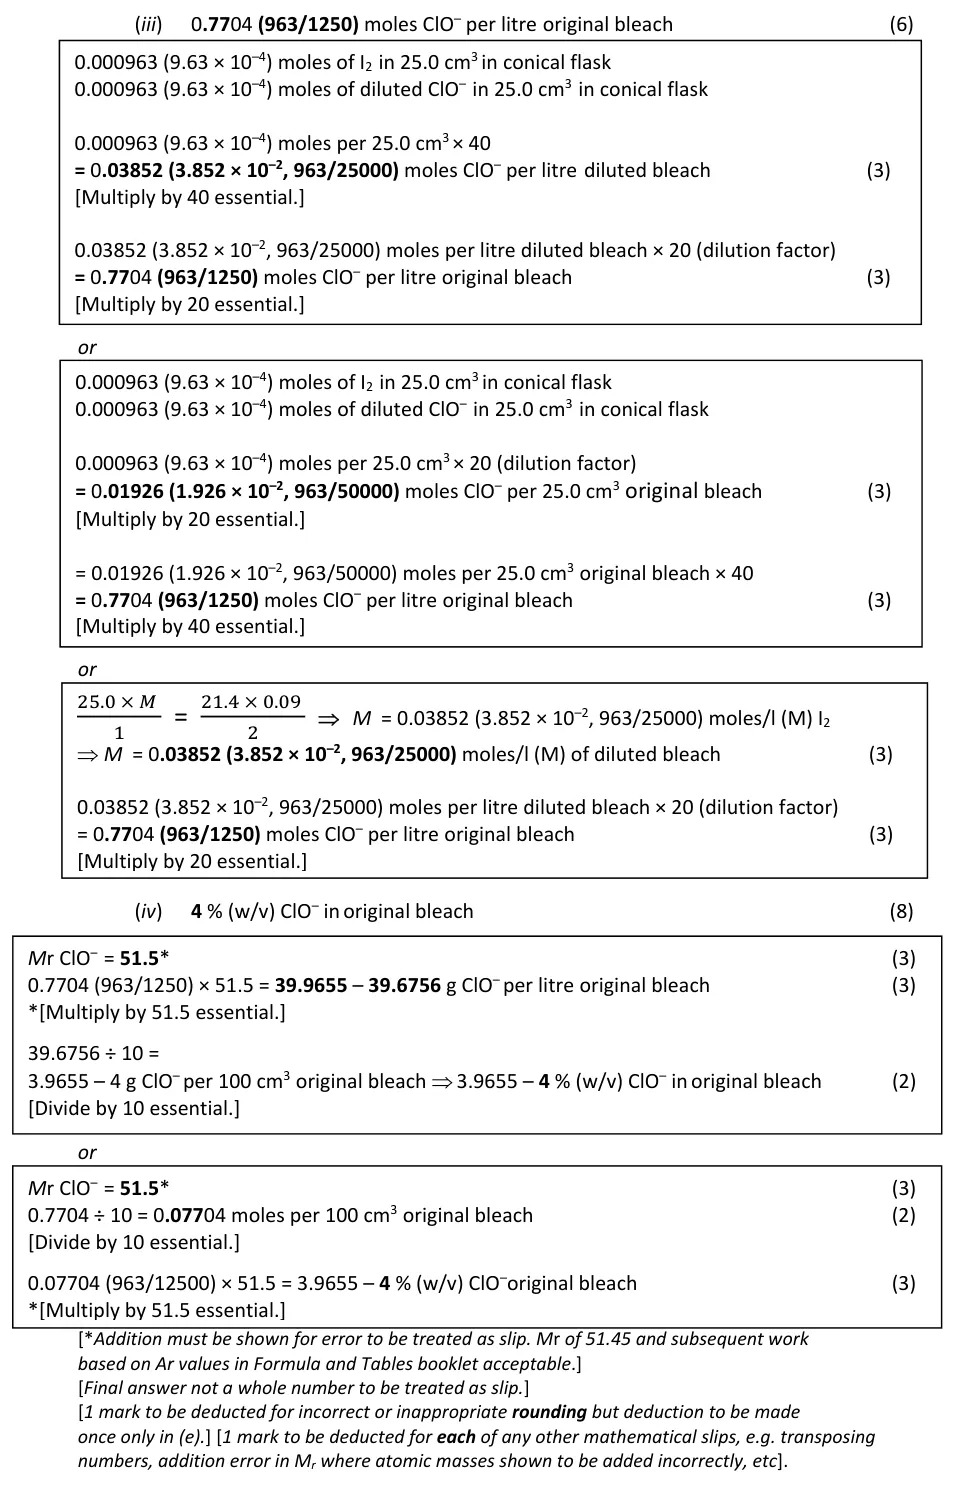 (iii) 0.7704 (963/1250) moles ClO⁻ per litre original bleach (6)
0.000963 (9.63 × 10⁻⁴) moles of I₂ in 25.0 cm³ in conical flask
0.000963 (9.63 × 10⁻⁴) moles of diluted ClO⁻ in 25.0 cm³ in conical flask
0.000963 (9.63 × 10⁻⁴) moles per 25.0 cm³ × 40
= 0.03852 (3.852 × 10⁻², 963/25000) moles ClO⁻ per litre diluted bleach (3)
[Multiply by 40 essential.]
0.03852 (3.852 × 10⁻², 963/25000) moles per litre diluted bleach × 20 (dilution factor)
= 0.7704 (963/1250) moles ClO⁻ per litre original bleach (3)
[Multiply by 20 essential.]
or
0.000963 (9.63 × 10⁻⁴) moles of I₂ in 25.0 cm³ in conical flask
0.000963 (9.63 × 10⁻⁴) moles of diluted ClO⁻ in 25.0 cm³ in conical flask
0.000963 (9.63 × 10⁻⁴) moles per 25.0 cm³ × 20 (dilution factor)
= 0.01926 (1.926 × 10⁻², 963/50000) moles ClO⁻ per 25.0 cm³ original bleach (3)
[Multiply by 20 essential.]
= 0.01926 (1.926 × 10⁻², 963/50000) moles per 25.0 cm³ original bleach × 40
= 0.7704 (963/1250) moles ClO⁻ per litre original bleach (3)
[Multiply by 40 essential.]
or
25.0 × M / 1 = 21.4 × 0.09 / 2 ⇒ M = 0.03852 (3.852 × 10⁻², 963/25000) moles/l (M) I₂
⇒ M = 0.03852 (3.852 × 10⁻², 963/25000) moles/l (M) of diluted bleach (3)
0.03852 (3.852 × 10⁻², 963/25000) moles per litre diluted bleach × 20 (dilution factor)
= 0.7704 (963/1250) moles ClO⁻ per litre original bleach (3)
[Multiply by 20 essential.]
(iv) 4 % (w/v) ClO⁻ in original bleach (8)
Mr ClO⁻ = 51.5* (3)
0.7704 (963/1250) × 51.5 = 39.9655 – 39.6756 g ClO⁻ per litre original bleach (3)
*[Multiply by 51.5 essential.]
39.6756 ÷ 10 =
3.9655 – 4 g ClO⁻ per 100 cm³ original bleach ⇒ 3.9655 – 4 % (w/v) ClO⁻ in original bleach (2)
[Divide by 10 essential.]
or
Mr ClO⁻ = 51.5* (3)
0.7704 ÷ 10 = 0.07704 moles per 100 cm³ original bleach (2)
[Divide by 10 essential.]
0.07704 (963/12500) × 51.5 = 3.9655 – 4 % (w/v) ClO⁻original bleach (3)
*[Multiply by 51.5 essential.]
[*Addition must be shown for error to be treated as slip. Mr of 51.45 and subsequent work
based on Ar values in Formula and Tables booklet acceptable.]
[Final answer not a whole number to be treated as slip.]
[1 mark to be deducted for incorrect or inappropriate rounding but deduction to be made
once only in (e).] [1 mark to be deducted for each of any other mathematical slips, e.g. transposing
numbers, addition error in Mᵣ where atomic masses shown to be added incorrectly, etc].